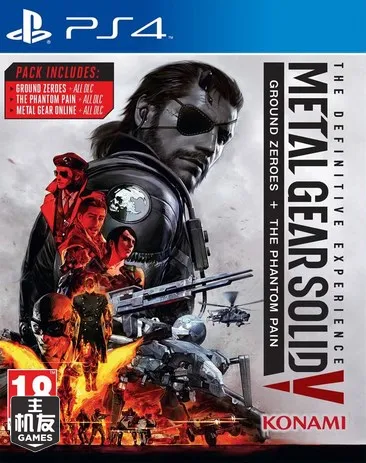 PS4
PACK INCLUDES:
GROUND ZEROES + ALL DLC
THE PHANTOM PAIN + ALL DLC
METAL GEAR ONLINE + ALL DLC
THE DEFINITIVE EXPERIENCE
METAL GEAR SOLID V
GROUND ZEROES + THE PHANTOM PAIN
18
主
机友
GAMES
KONAMI